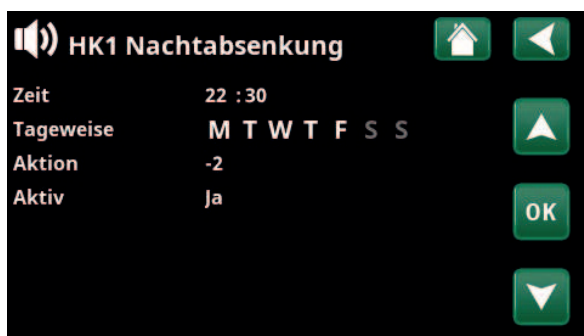 HK1 Nachtabsenkung
Zeit 22 :30
Tageweise M T W T F S S
Aktion -2
Aktiv Ja
OK